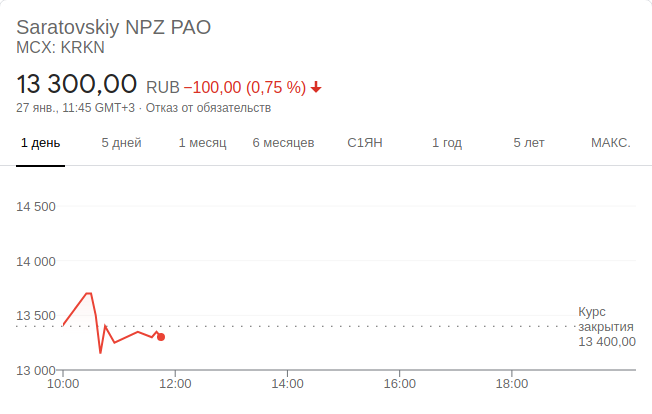 Saratovskiy NPZ PAO
MCX: KRKN
13 300,00 RUB −100,00 (0,75 %)
27 янв., 11:45 GMT+3 · Отказ от обязательств
1 день 5 дней 1 месяц 6 месяцев С1ЯН 1 год 5 лет МАКС.
14 500
14 000
13 500
Курс
закрытия
13 400,00
13 000
10:00 12:00 14:00 16:00 18:00